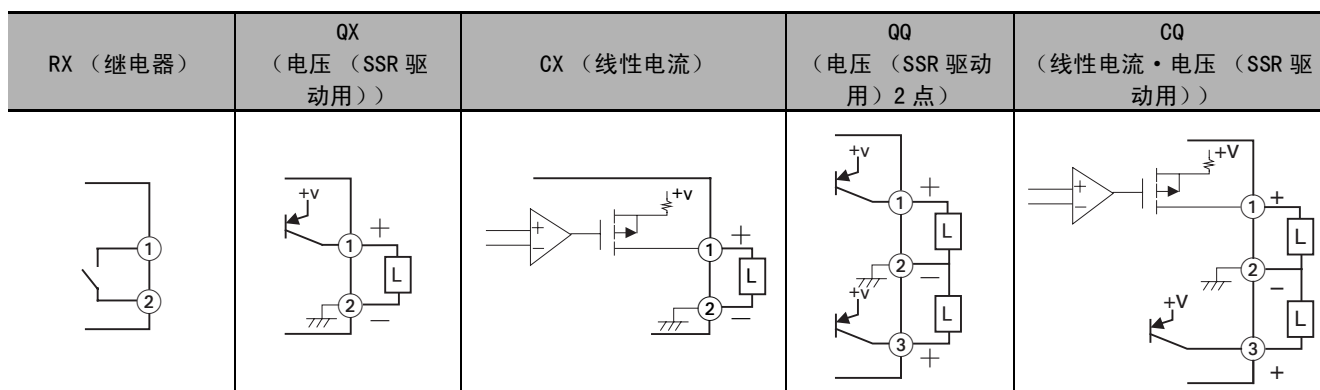 RX （继电器）
QX
（电压 （SSR 驱
动用））
CX （线性电流）
QQ
（电压 （SSR 驱动
用）2 点）
CQ
（线性电流・电压 （SSR 驱
动用））
1
2
+v
1
+
L
2
−
+
−
+v
1
+
L
2
−
+v
1
+
L
2
−
+v
L
3
+
+
−
+V
1
+
L
2
−
+V
L
3
+